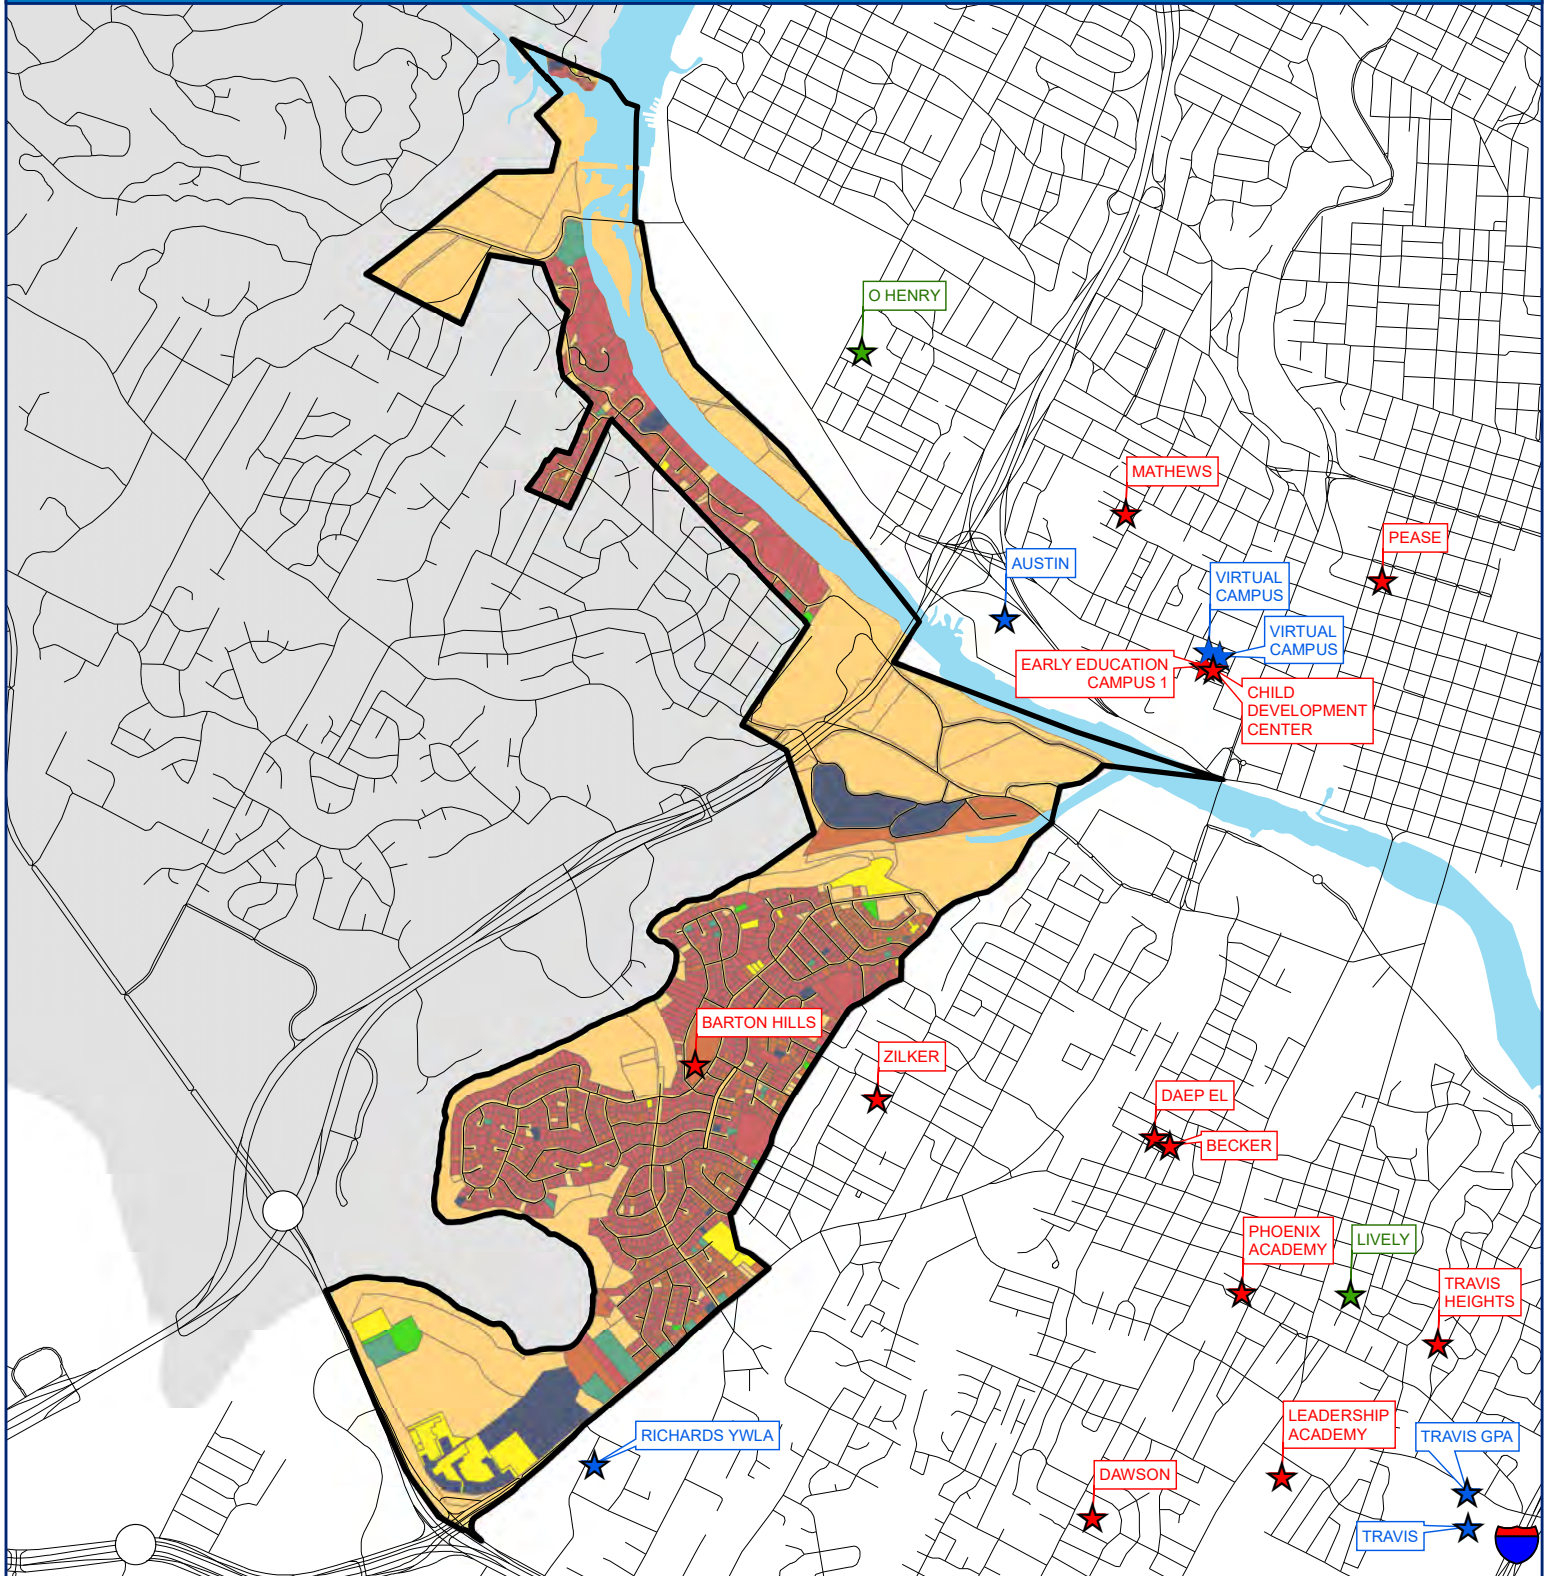 O HENRY
MATHEWS
PEASE
AUSTIN
VIRTUAL
CAMPUS
VIRTUAL
CAMPUS
EARLY EDUCATION
CAMPUS 1
CHILD
DEVELOPMENT
CENTER
BARTON HILLS
ZILKER
DAEP EL
BECKER
PHOENIX
ACADEMY
LIVELY
TRAVIS
HEIGHTS
LEADERSHIP
ACADEMY
TRAVIS GPA
RICHARDS YWLA
DAWSON
TRAVIS